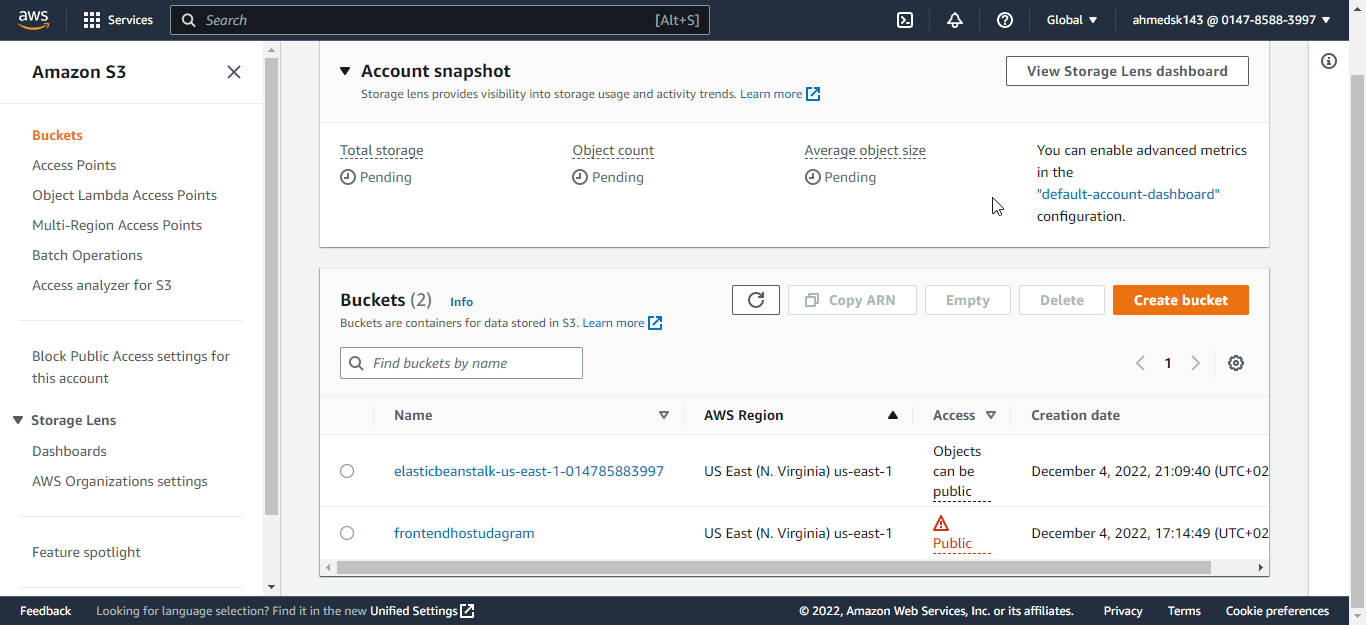 aws
Services
Search
[Alt+S]
Global
ahmedsk143 @ 0147-8588-3997
Amazon S3
Buckets
Access Points
Object Lambda Access Points
Multi-Region Access Points
Batch Operations
Access analyzer for S3
Block Public Access settings for
this account
Storage Lens
Dashboards
AWS Organizations settings
Feature spotlight
Account snapshot
View Storage Lens dashboard
Storage lens provides visibility into storage usage and activity trends. Learn more
Total storage
Pending
Object count
Pending
Average object size
Pending
You can enable advanced metrics
in the
"default-account-dashboard"
configuration.
Buckets (2) Info
Copy ARN
Empty
Delete
Create bucket
Buckets are containers for data stored in S3. Learn more
Find buckets by name
1
Name
AWS Region
Access
Creation date
elasticbeanstalk-us-east-1-014785883997
US East (N. Virginia) us-east-1
Objects
can be
public
December 4, 2022, 21:09:40 (UTC+02
frontendhostudagram
US East (N. Virginia) us-east-1
Public
December 4, 2022, 17:14:49 (UTC+02
Feedback
Looking for language selection? Find it in the new Unified Settings
© 2022, Amazon Web Services, Inc. or its affiliates.
Privacy
Terms
Cookie preferences